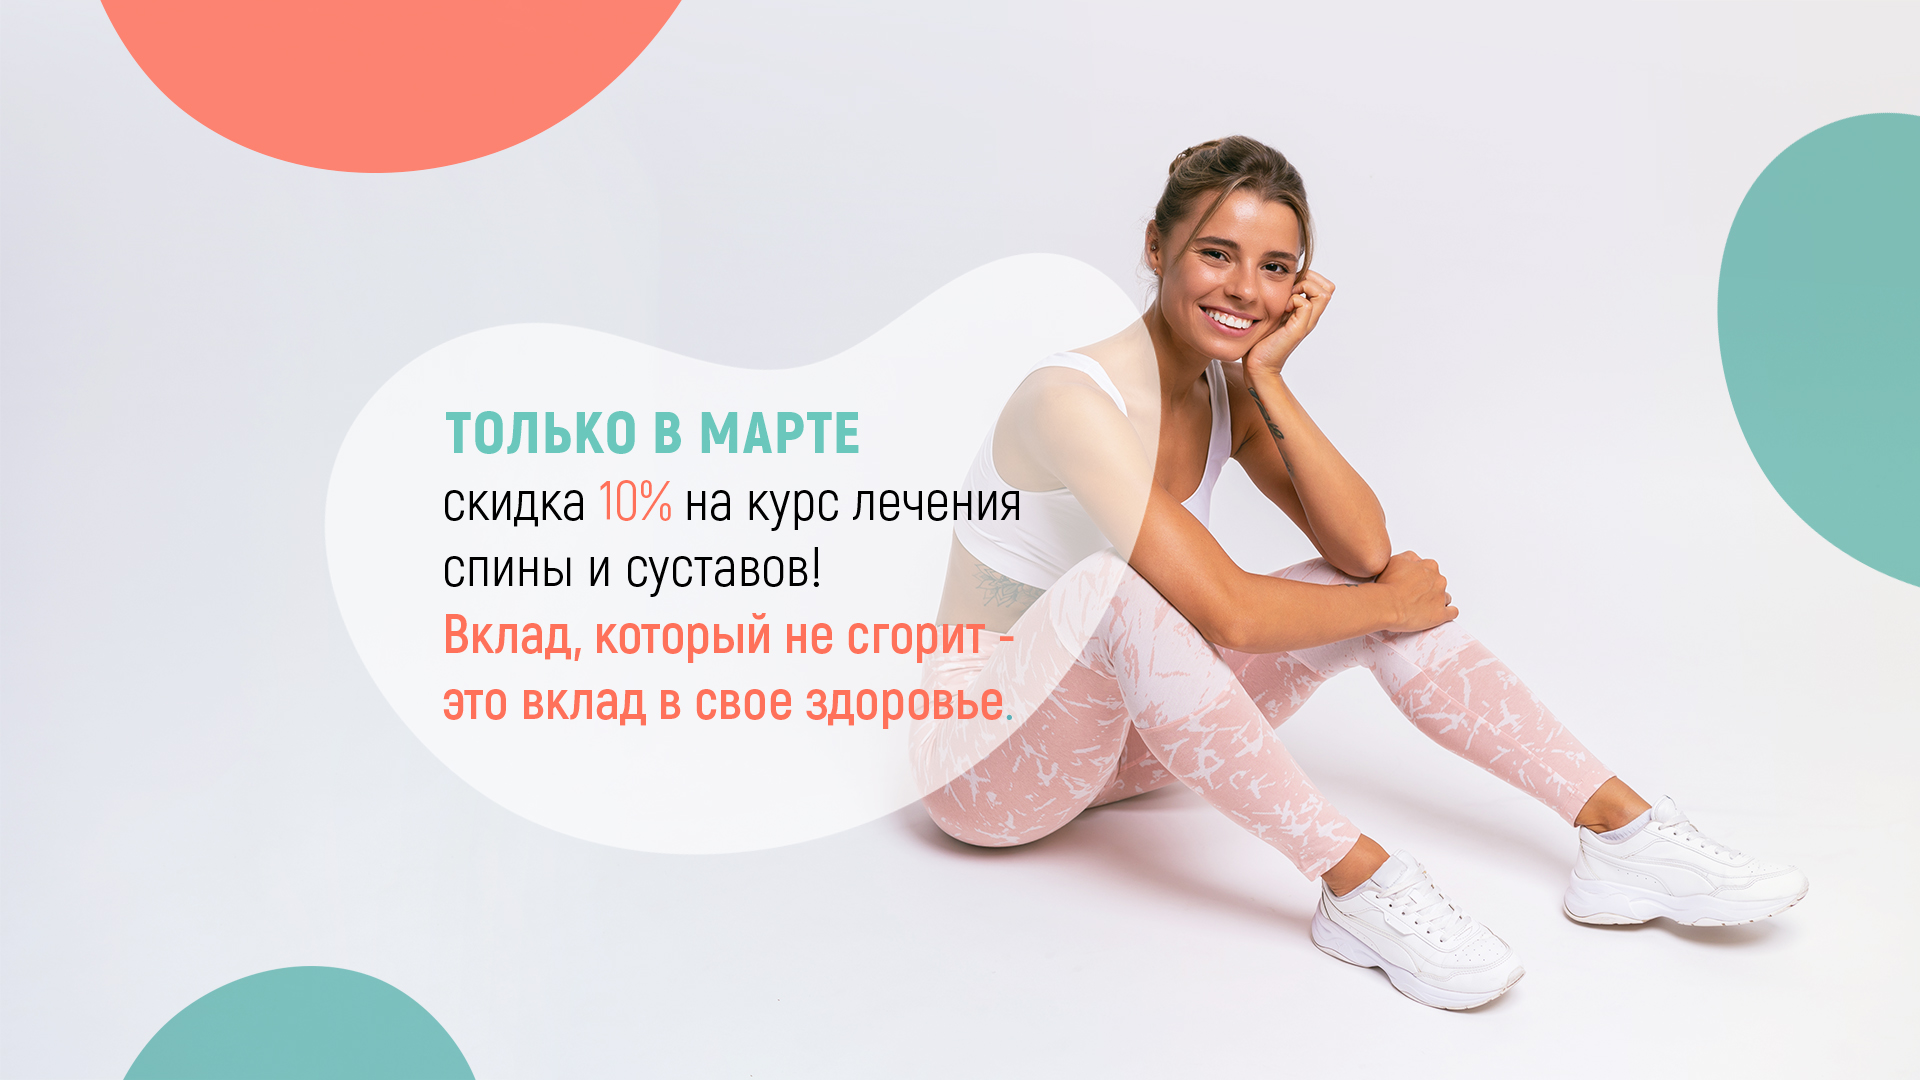 ТОЛЬКО В МАРТЕ
скидка 10% на курс лечения
спины и суставов!
Вклад, который не сгорит -
это вклад в свое здоровье.